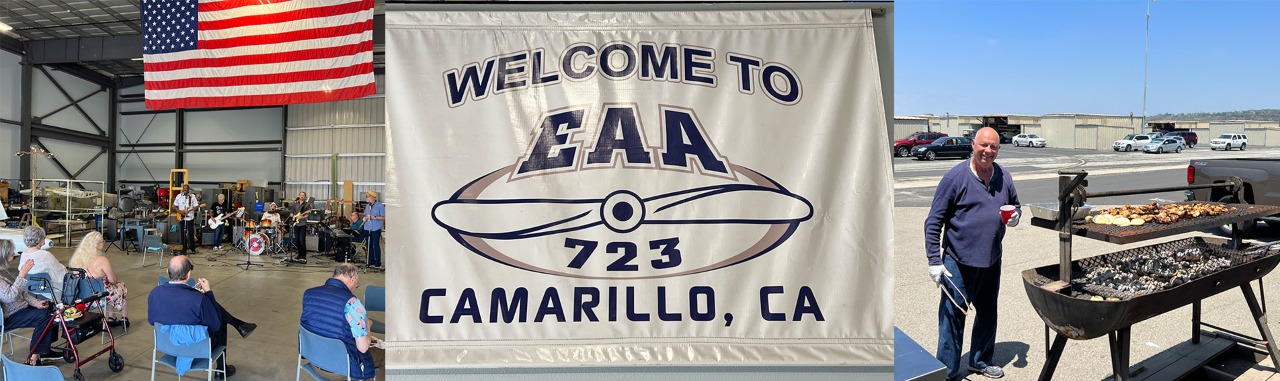 WELCOME TO
EAA
723
CAMARILLO, CA